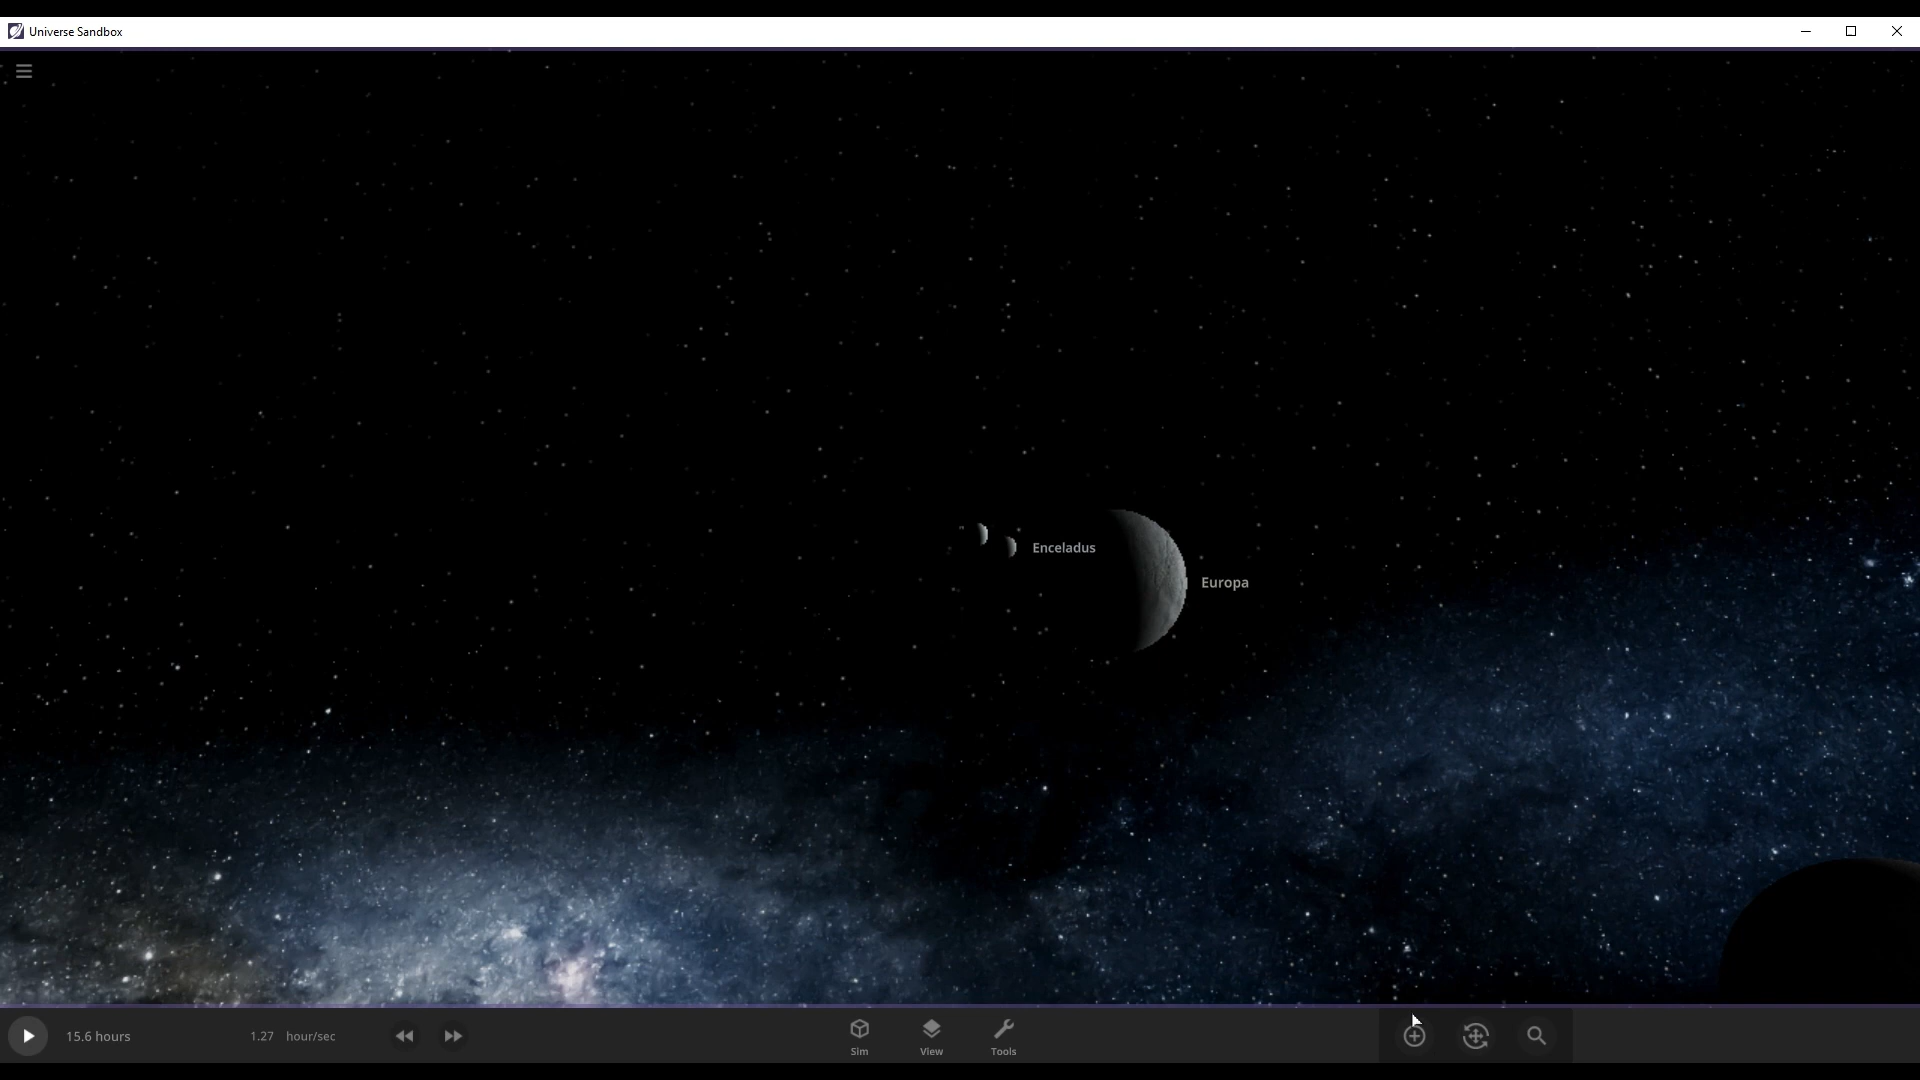 Universe Sandbox
Enceladus
Europa
15.6 hours
1.27 hour/sec
Sim
View
Tools